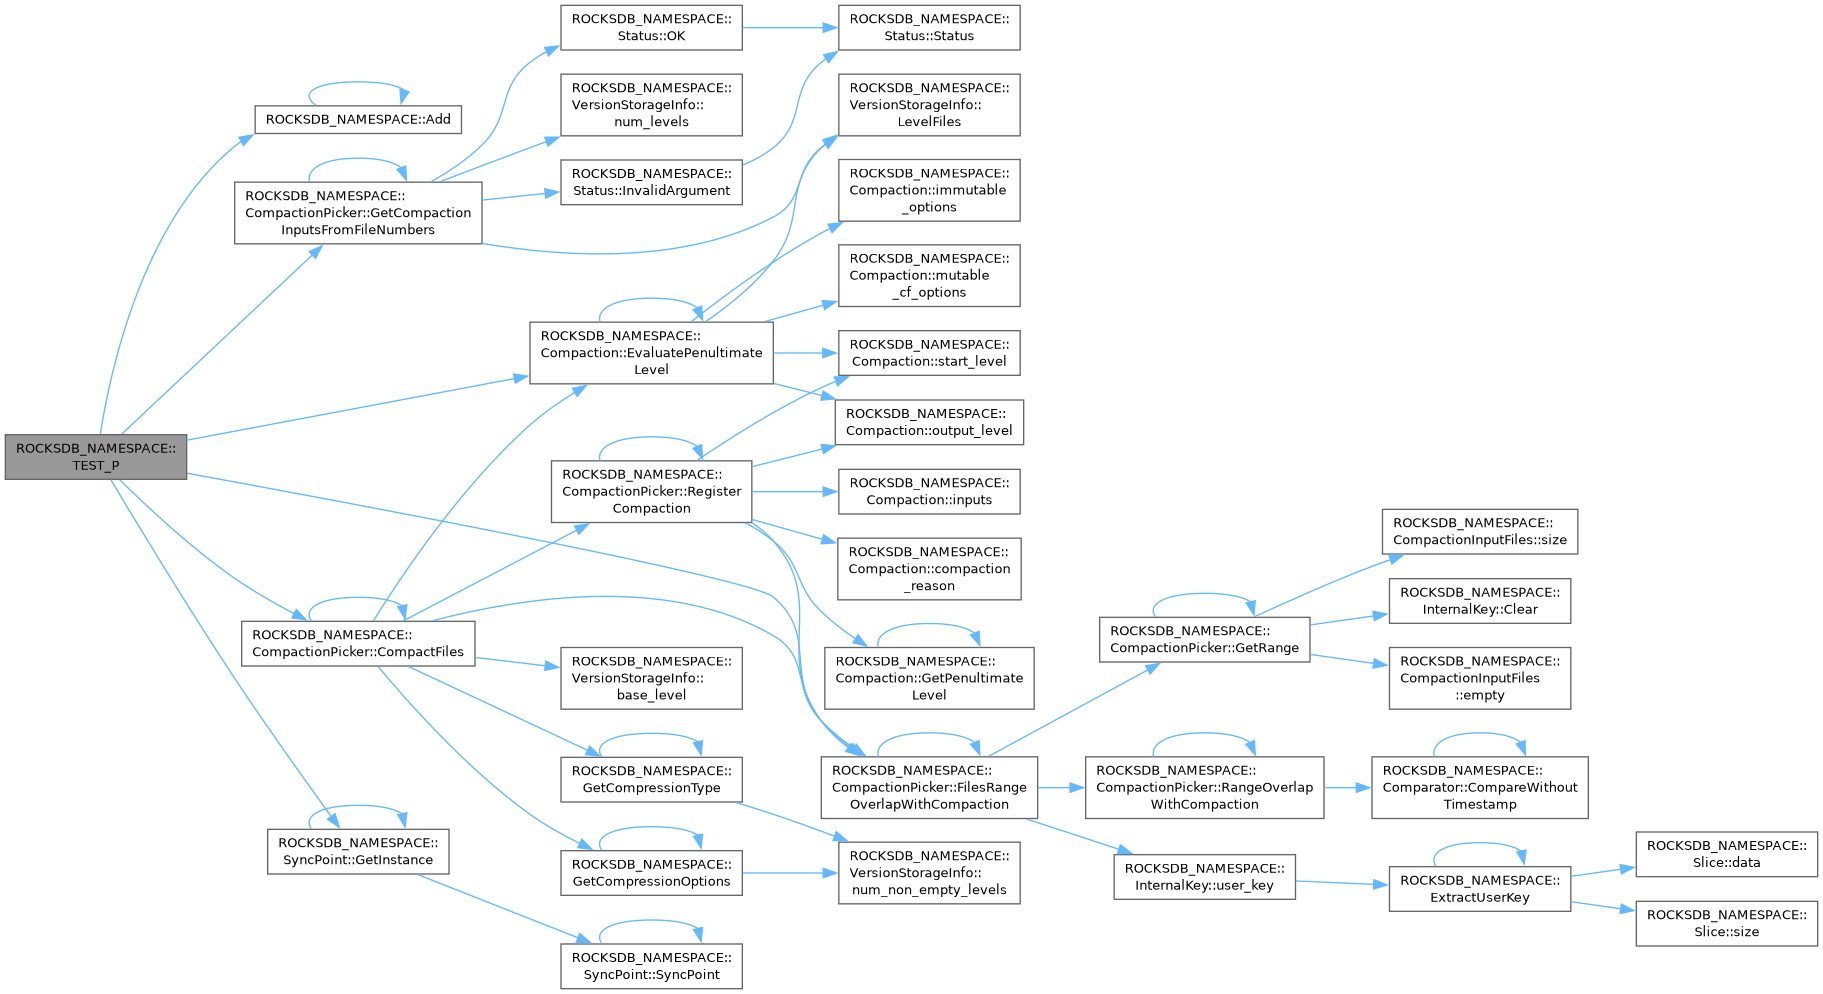 ROCKSDB_NAMESPACE::
TEST_P
ROCKSDB_NAMESPACE::Add
ROCKSDB_NAMESPACE::
CompactionPicker::GetCompaction
InputsFromFileNumbers
ROCKSDB_NAMESPACE::
CompactionPicker::CompactFiles
ROCKSDB_NAMESPACE::
SyncPoint::GetInstance
ROCKSDB_NAMESPACE::
Status::OK
ROCKSDB_NAMESPACE::
VersionStorageInfo::
num_levels
ROCKSDB_NAMESPACE::
Status::InvalidArgument
ROCKSDB_NAMESPACE::
Compaction::EvaluatePenultimate
Level
ROCKSDB_NAMESPACE::
CompactionPicker::Register
Compaction
ROCKSDB_NAMESPACE::
VersionStorageInfo::
base_level
ROCKSDB_NAMESPACE::
GetCompressionType
ROCKSDB_NAMESPACE::
GetCompressionOptions
ROCKSDB_NAMESPACE::
SyncPoint::SyncPoint
ROCKSDB_NAMESPACE::
Status::Status
ROCKSDB_NAMESPACE::
VersionStorageInfo::
LevelFiles
ROCKSDB_NAMESPACE::
Compaction::immutable
_options
ROCKSDB_NAMESPACE::
Compaction::mutable
_cf_options
ROCKSDB_NAMESPACE::
Compaction::start_level
ROCKSDB_NAMESPACE::
Compaction::output_level
ROCKSDB_NAMESPACE::
Compaction::inputs
ROCKSDB_NAMESPACE::
Compaction::compaction
_reason
ROCKSDB_NAMESPACE::
Compaction::GetPenultimate
Level
ROCKSDB_NAMESPACE::
CompactionPicker::FilesRange
OverlapWithCompaction
ROCKSDB_NAMESPACE::
VersionStorageInfo::
num_non_empty_levels
ROCKSDB_NAMESPACE::
CompactionPicker::GetRange
ROCKSDB_NAMESPACE::
CompactionPicker::RangeOverlap
WithCompaction
ROCKSDB_NAMESPACE::
InternalKey::user_key
ROCKSDB_NAMESPACE::
CompactionInputFiles::size
ROCKSDB_NAMESPACE::
InternalKey::Clear
ROCKSDB_NAMESPACE::
CompactionInputFiles
::empty
ROCKSDB_NAMESPACE::
Comparator::CompareWithout
Timestamp
ROCKSDB_NAMESPACE::
ExtractUserKey
ROCKSDB_NAMESPACE::
Slice::data
ROCKSDB_NAMESPACE::
Slice::size